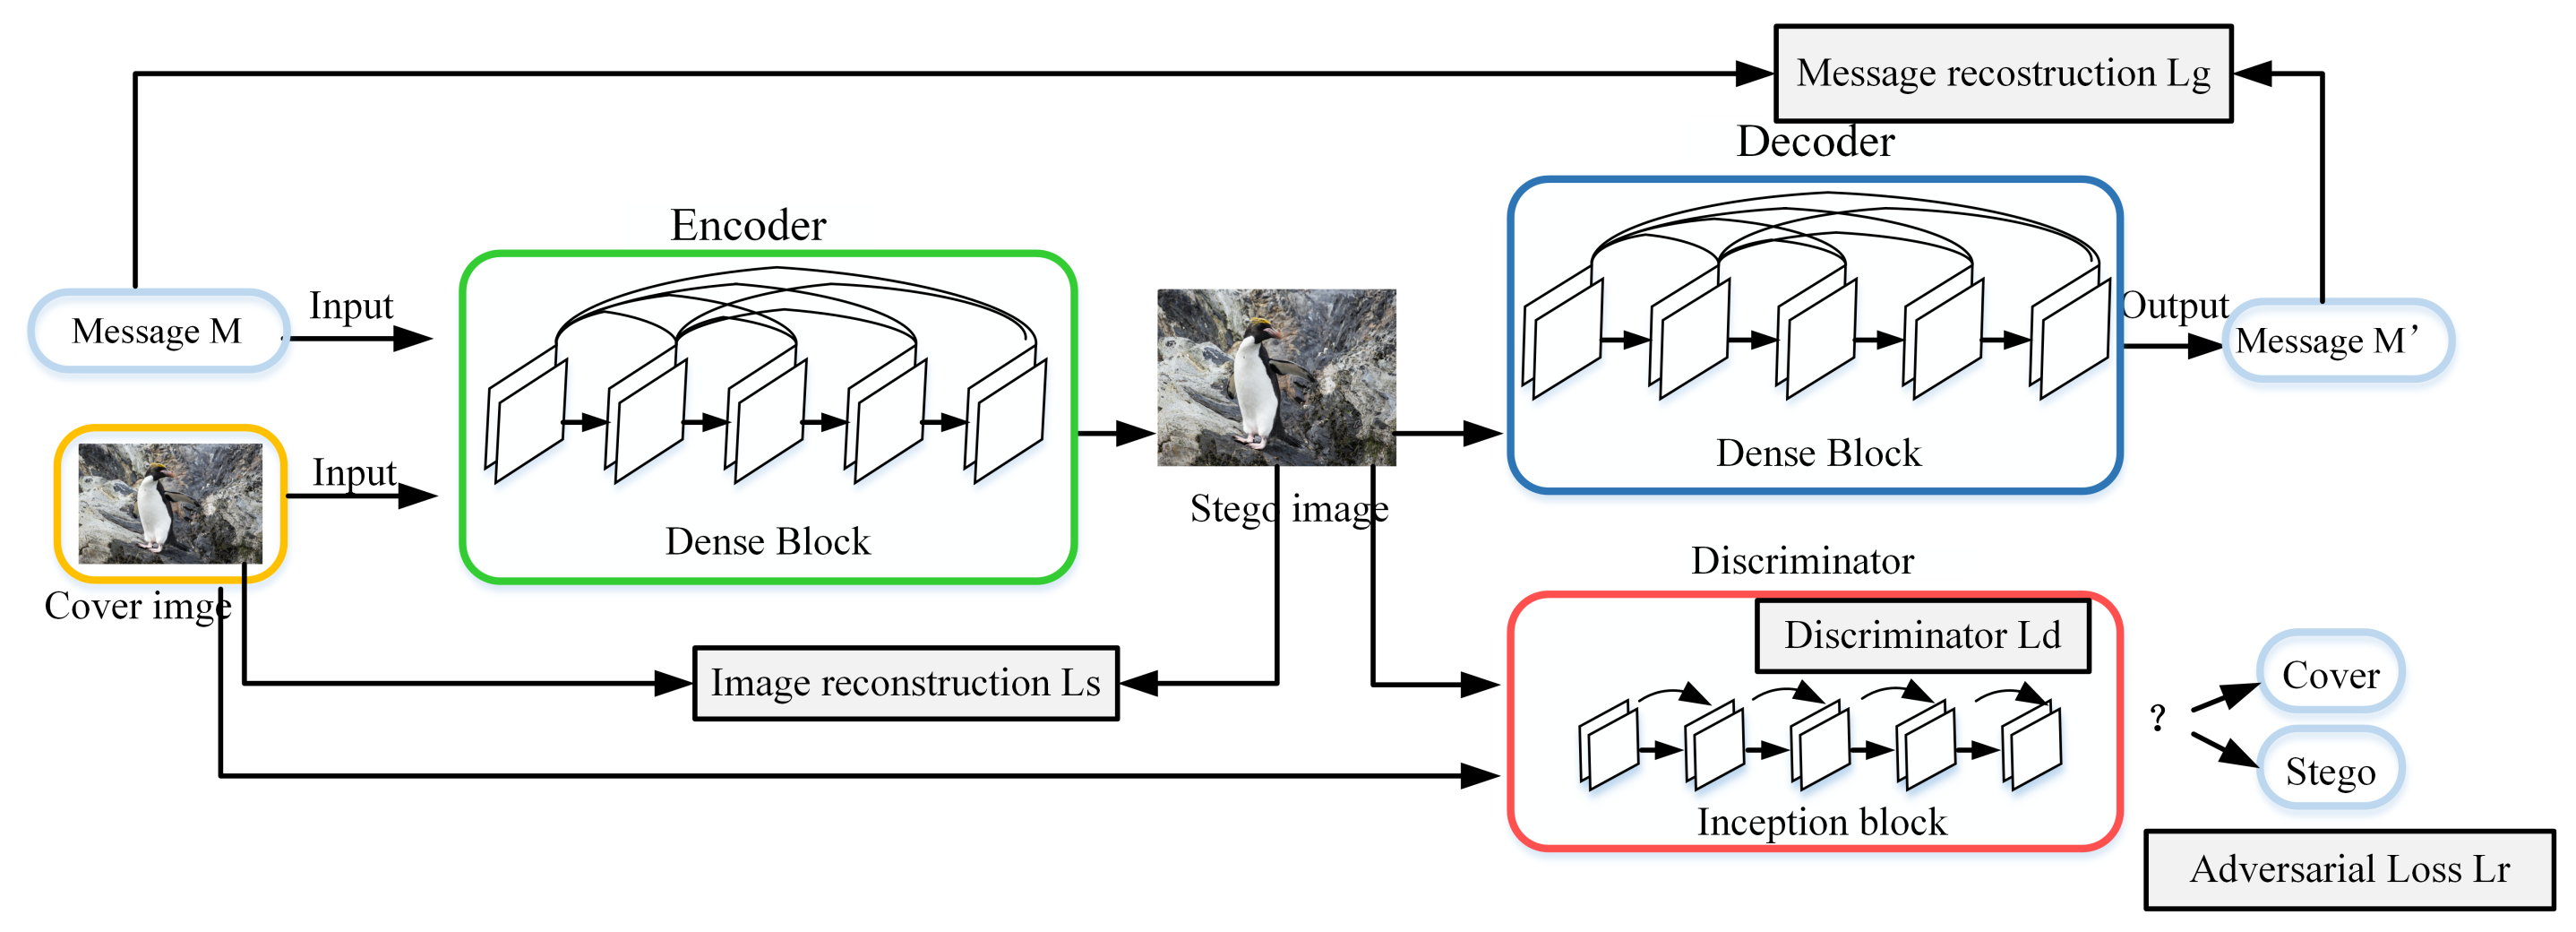 Message recostruction Lg
Decoder
Encoder
Input
Message M
Output
Message M’
Input
Dense Block
Stego image
Dense Block
Cover imge
Discriminator
Discriminator Ld
Image reconstruction Ls
Cover
?
Stego
Inception block
Adversarial Loss Lr